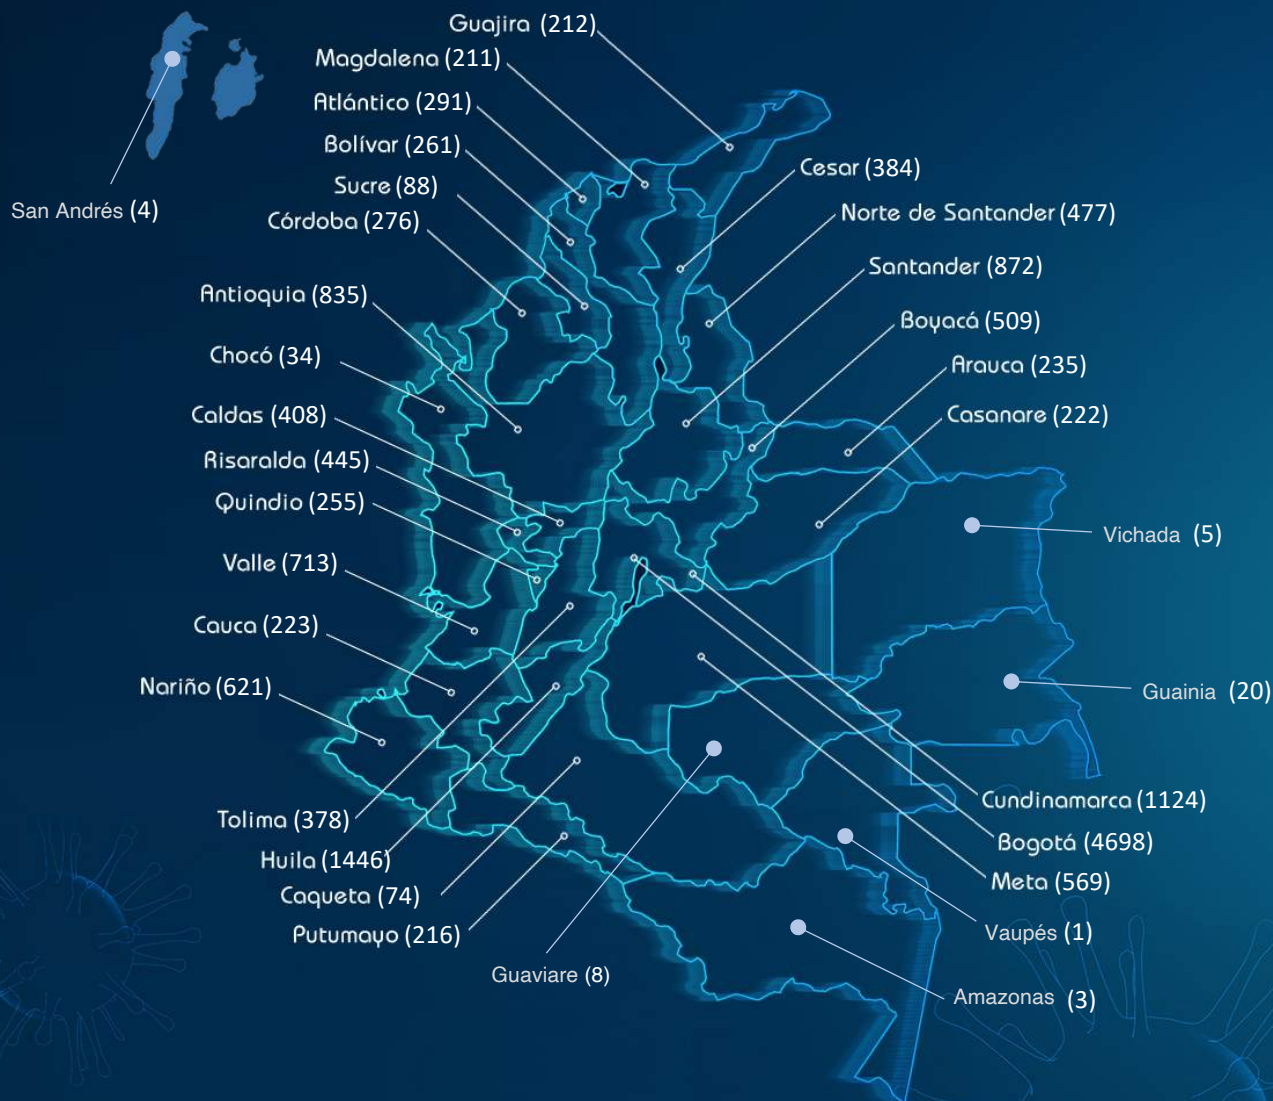 Guajira (212)
Magdalena (211)
Atlántico (291)
Bolívar (261)
Sucre (88)
Córdoba (276)
San Andrés (4)
Antioquia (835)
Chocó (34)
Caldas (408)
Risaralda (445)
Quindio (255)
Valle (713)
Cauca (223)
Nariño (621)
Tolima (378)
Huila (1446)
Caqueta (74)
Putumayo (216)
Guaviare (8)
Cesar (384)
Norte de Santander (477)
Santander (872)
Boyacá (509)
Arauca (235)
Casanare (222)
Vichada (5)
Guainia (20)
Cundinamarca (1124)
Bogotá (4698)
Meta (569)
Vaupés (1)
Amazonas (3)